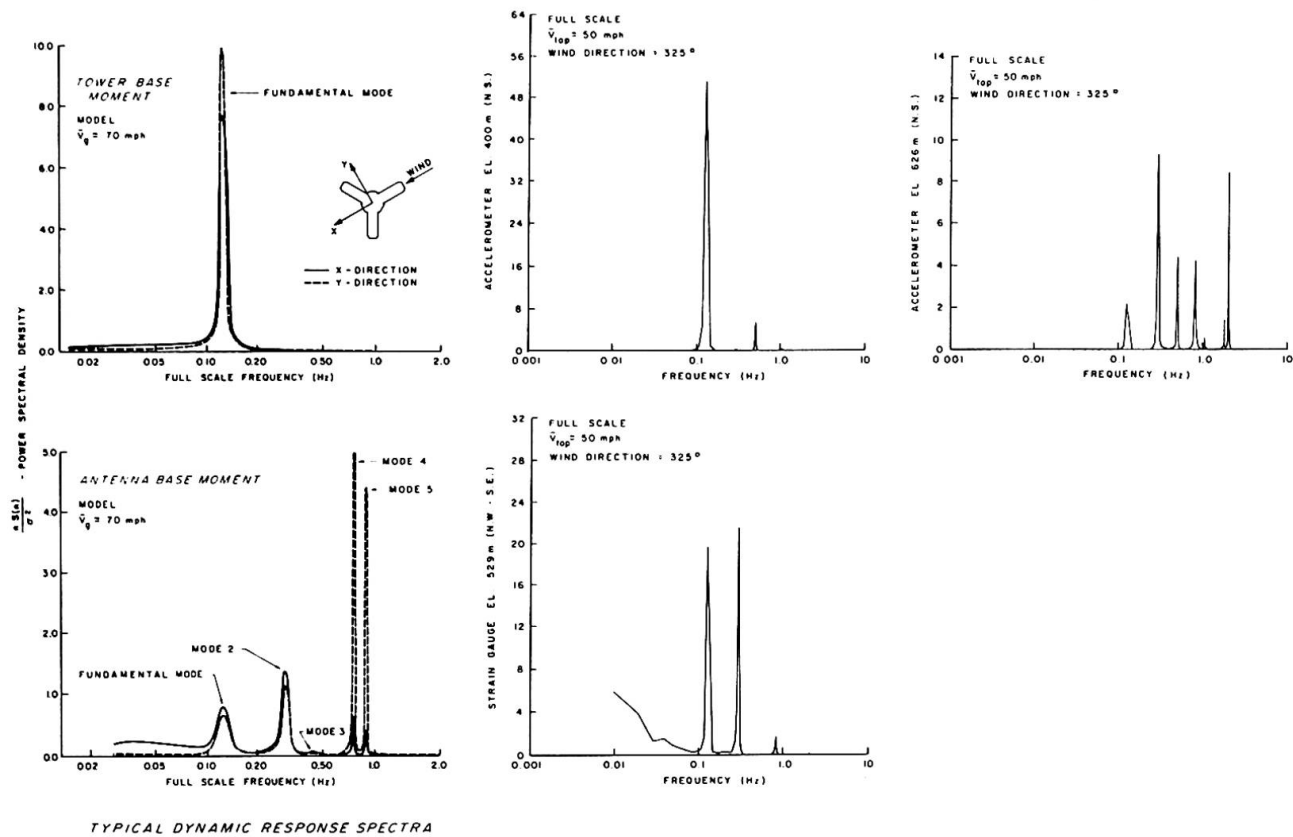 10.0
8.0
6.0
4.0
2.0
0.0
TOWER BASE
MOMENT
MODEL
V̄g = 70 mph
FUNDAMENTAL MODE
Y
WIND
X
X - DIRECTION
Y - DIRECTION
0.02 0.05 0.10 0.20 0.50 1.0 2.0
FULL SCALE FREQUENCY (Hz)
n S(n) / σ² - POWER SPECTRAL DENSITY
FULL SCALE
V̄top = 50 mph
WIND DIRECTION = 325°
64
56
48
40
32
24
16
8
0
ACCELEROMETER EL 400m (N.S.)
0.001 0.01 0.1 1.0 10
FREQUENCY (Hz)
FULL SCALE
V̄top = 50 mph
WIND DIRECTION = 325°
14
12
10
8
6
4
2
0
ACCELEROMETER EL 626m (N.S.)
0.001 0.01 0.1 1.0 10
FREQUENCY (Hz)
5.0
4.0
3.0
2.0
1.0
0.0
ANTENNA BASE MOMENT
MODEL
V̄g = 70 mph
MODE 4
MODE 5
MODE 2
FUNDAMENTAL MODE
MODE 3
0.02 0.05 0.10 0.20 0.50 1.0 2.0
FULL SCALE FREQUENCY (Hz)
FULL SCALE
V̄top = 50 mph
WIND DIRECTION = 325°
32
28
24
20
16
12
8
4
0
STRAIN GAUGE EL 529m (N.W - S.E.)
0.001 0.01 0.1 1.0 10
FREQUENCY (Hz)
TYPICAL DYNAMIC RESPONSE SPECTRA